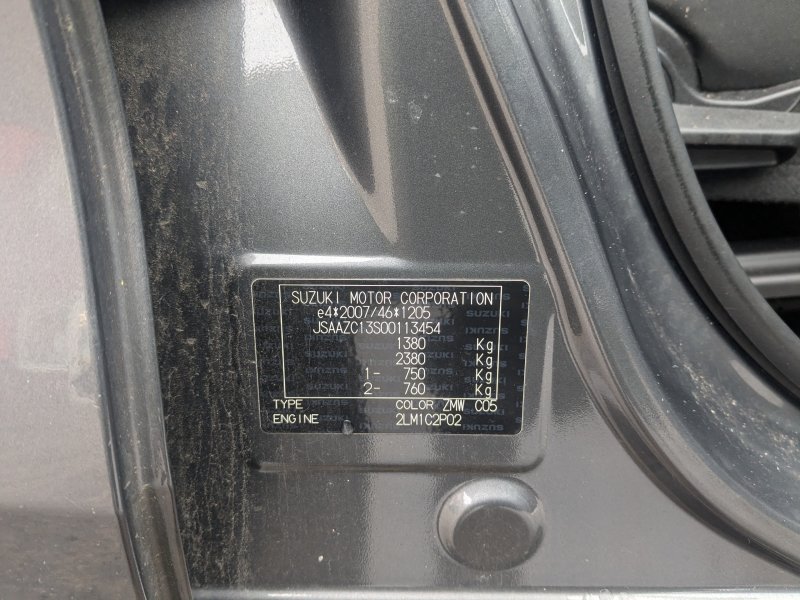 SUZUKI MOTOR CORPORATION
e4*2007/46*1205
JSAAZC13S00113454
1380 Kg
2380 Kg
1- 750 Kg
2- 760 Kg
TYPE COLOR ZMW C05
ENGINE 2LM1C2P02